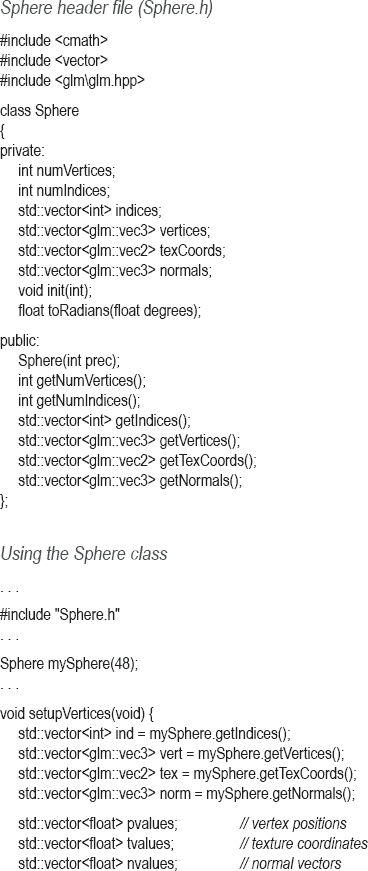 Sphere header file (Sphere.h)
#include <cmath>
#include <vector>
#include <glm\glm.hpp>
class Sphere
{
private:
int numVertices;
int numIndices;
std::vector<int> indices;
std::vector<glm::vec3> vertices;
std::vector<glm::vec2> texCoords;
std::vector<glm::vec3> normals;
void init(int);
float toRadians(float degrees);
public:
Sphere(int prec);
int getNumVertices();
int getNumIndices();
std::vector<int> getIndices();
std::vector<glm::vec3> getVertices();
std::vector<glm::vec2> getTexCoords();
std::vector<glm::vec3> getNormals();
};
Using the Sphere class
. . .
#include "Sphere.h"
. . .
Sphere mySphere(48);
. . .
void setupVertices(void) {
std::vector<int> ind = mySphere.getIndices();
std::vector<glm::vec3> vert = mySphere.getVertices();
std::vector<glm::vec2> tex = mySphere.getTexCoords();
std::vector<glm::vec3> norm = mySphere.getNormals();
std::vector<float> pvalues; // vertex positions
std::vector<float> tvalues; // texture coordinates
std::vector<float> nvalues; // normal vectors